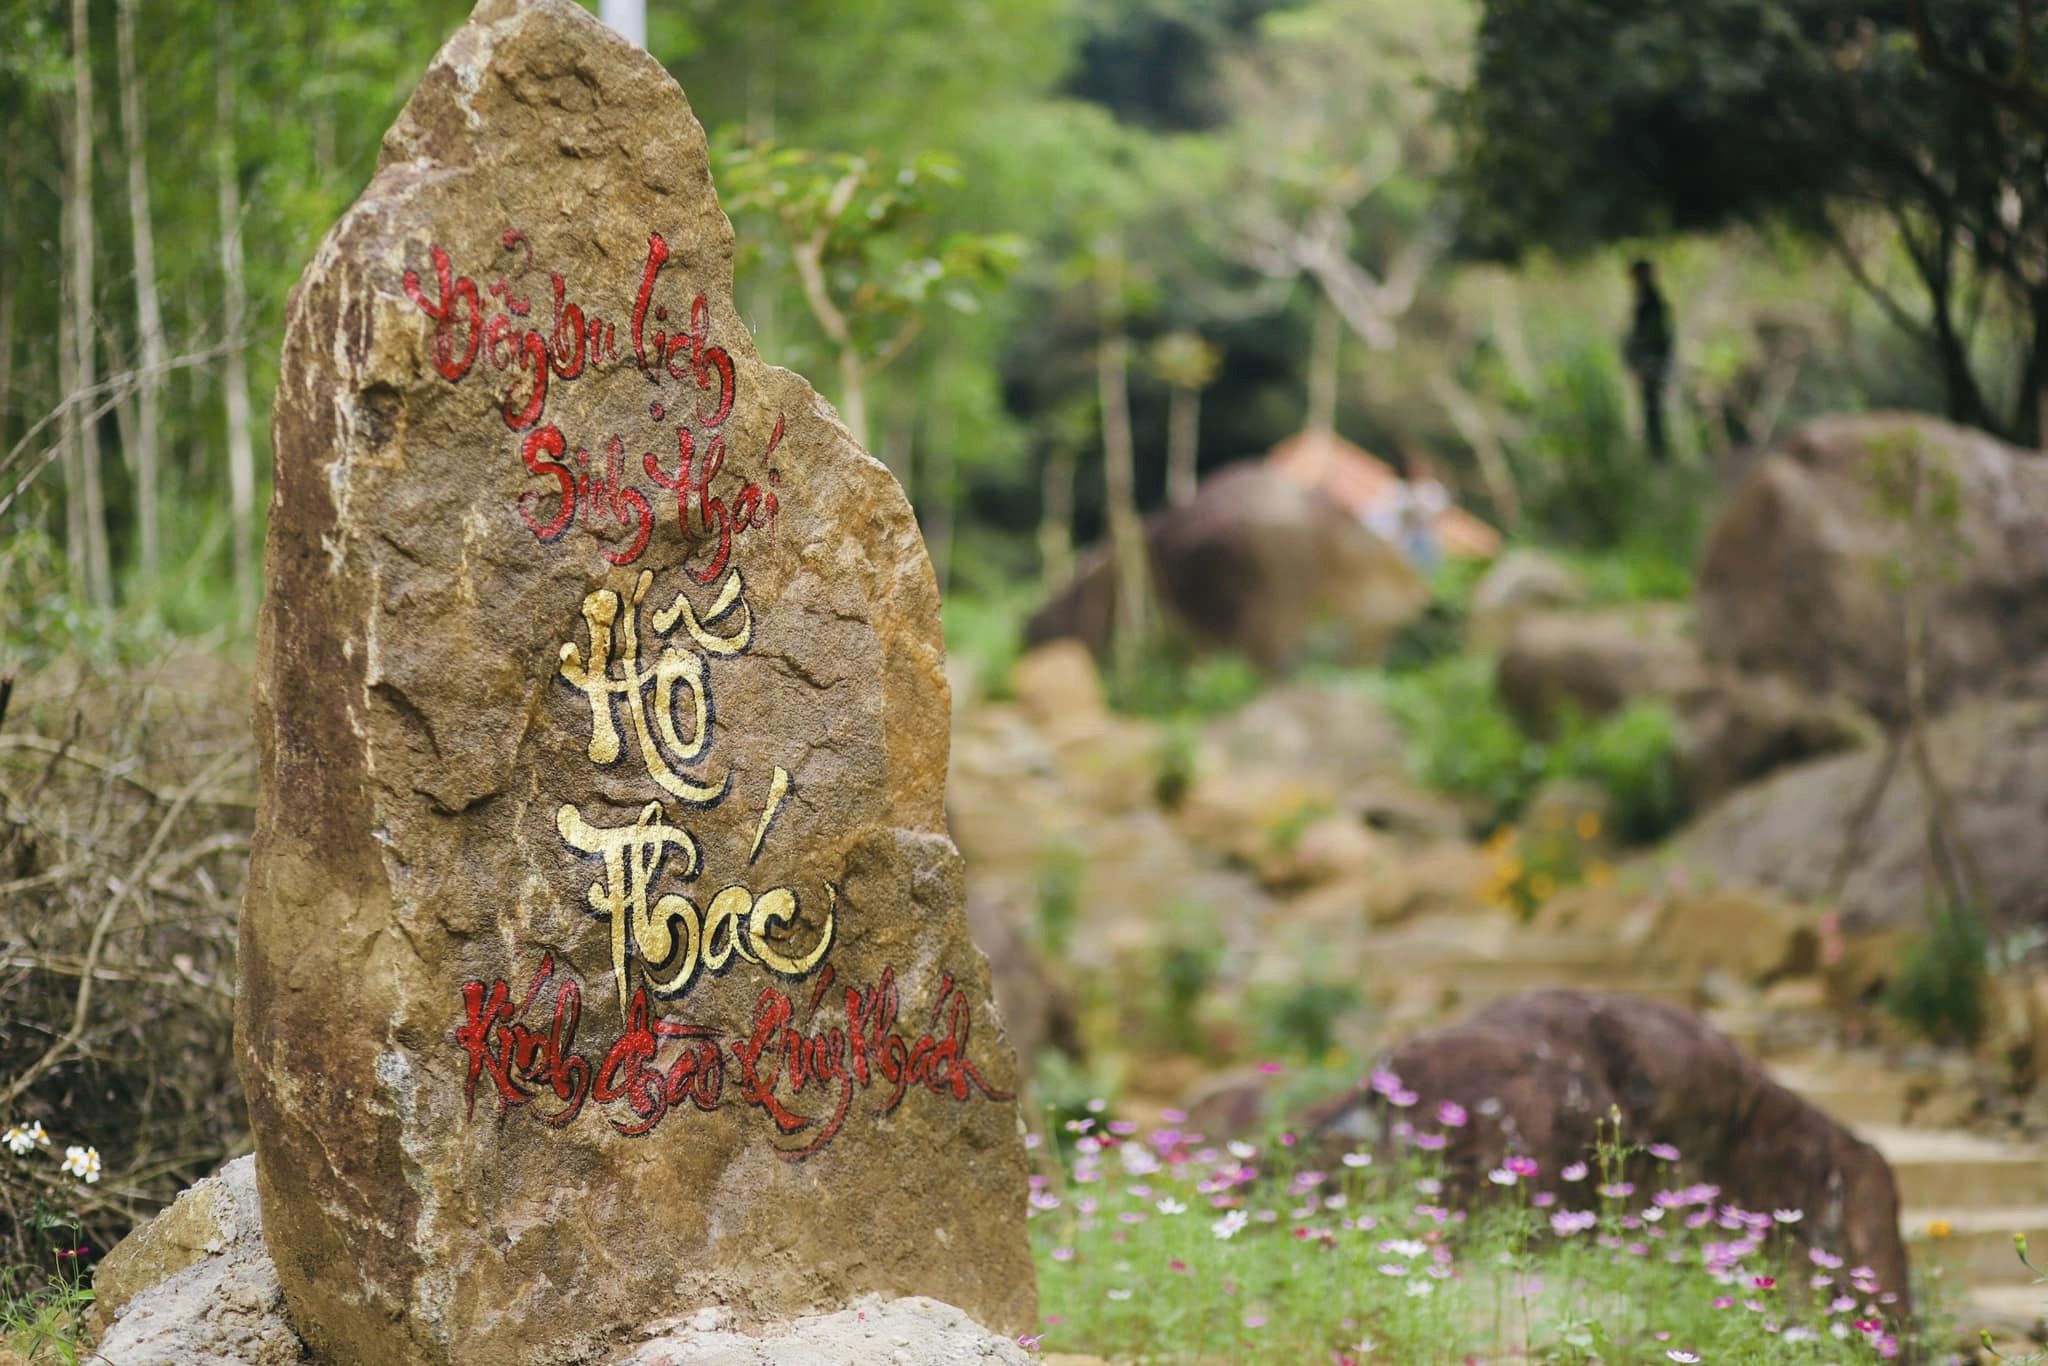 Điểm Du lịch
Sinh thái
Hố
Thác
Kính chào Quý Khách